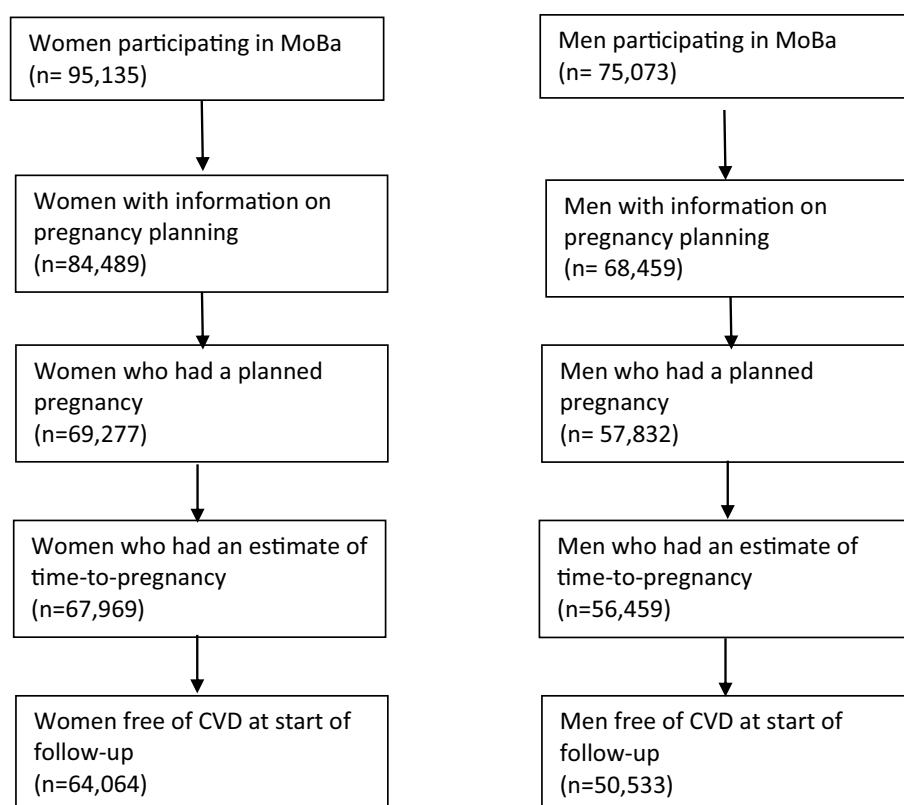 Women participating in MoBa
(n= 95,135)
Women with information on
pregnancy planning
(n=84,489)
Women who had a planned
pregnancy
(n=69,277)
Women who had an estimate of
time-to-pregnancy
(n=67,969)
Women free of CVD at start of
follow-up
(n=64,064)
Men participating in MoBa
(n= 75,073)
Men with information on
pregnancy planning
(n= 68,459)
Men who had a planned
pregnancy
(n= 57,832)
Men who had an estimate of
time-to-pregnancy
(n=56,459)
Men free of CVD at start of
follow-up
(n=50,533)